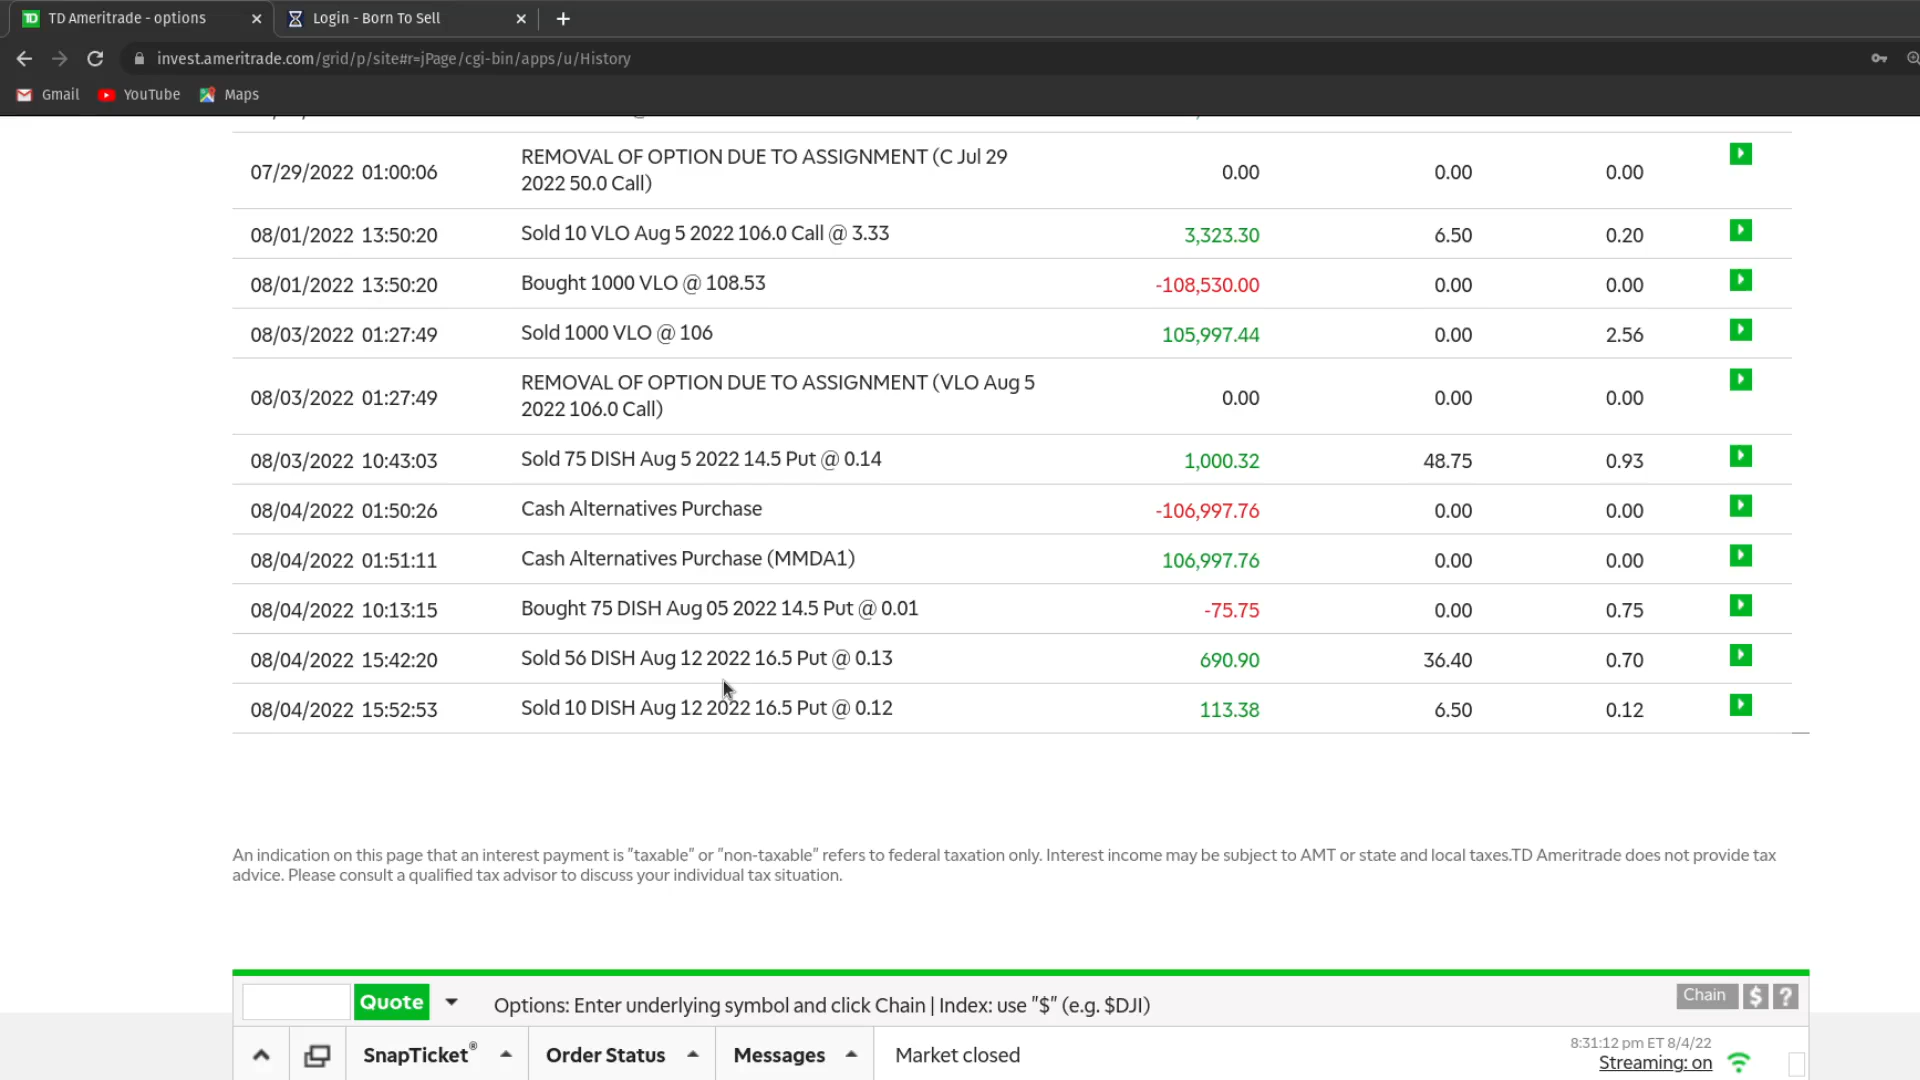 TD Ameritrade - options
Login - Born To Sell
invest.ameritrade.com/grid/p/site#r=jPage/cgi-bin/apps/u/History
Gmail YouTube Maps
07/29/2022 01:00:06 REMOVAL OF OPTION DUE TO ASSIGNMENT (C Jul 29 0.00 0.00 0.00
2022 50.0 Call)
08/01/2022 13:50:20 Sold 10 VLO Aug 5 2022 106.0 Call @ 3.33 3,323.30 6.50 0.20
08/01/2022 13:50:20 Bought 1000 VLO @ 108.53 -108,530.00 0.00 0.00
08/03/2022 01:27:49 Sold 1000 VLO @ 106 105,997.44 0.00 2.56
08/03/2022 01:27:49 REMOVAL OF OPTION DUE TO ASSIGNMENT (VLO Aug 5 0.00 0.00 0.00
2022 106.0 Call)
08/03/2022 10:43:03 Sold 75 DISH Aug 5 2022 14.5 Put @ 0.14 1,000.32 48.75 0.93
08/04/2022 01:50:26 Cash Alternatives Purchase -106,997.76 0.00 0.00
08/04/2022 01:51:11 Cash Alternatives Purchase (MMDA1) 106,997.76 0.00 0.00
08/04/2022 10:13:15 Bought 75 DISH Aug 05 2022 14.5 Put @ 0.01 -75.75 0.00 0.75
08/04/2022 15:42:20 Sold 56 DISH Aug 12 2022 16.5 Put @ 0.13 690.90 36.40 0.70
08/04/2022 15:52:53 Sold 10 DISH Aug 12 2022 16.5 Put @ 0.12 113.38 6.50 0.12
An indication on this page that an interest payment is "taxable" or "non-taxable" refers to federal taxation only. Interest income may be subject to AMT or state and local taxes.TD Ameritrade does not provide tax
advice. Please consult a qualified tax advisor to discuss your individual tax situation.
Quote Options: Enter underlying symbol and click Chain | Index: use "$" (e.g. $DJI) Chain $ ?
SnapTicket® Order Status Messages Market closed
8:31:12 pm ET 8/4/22
Streaming: on